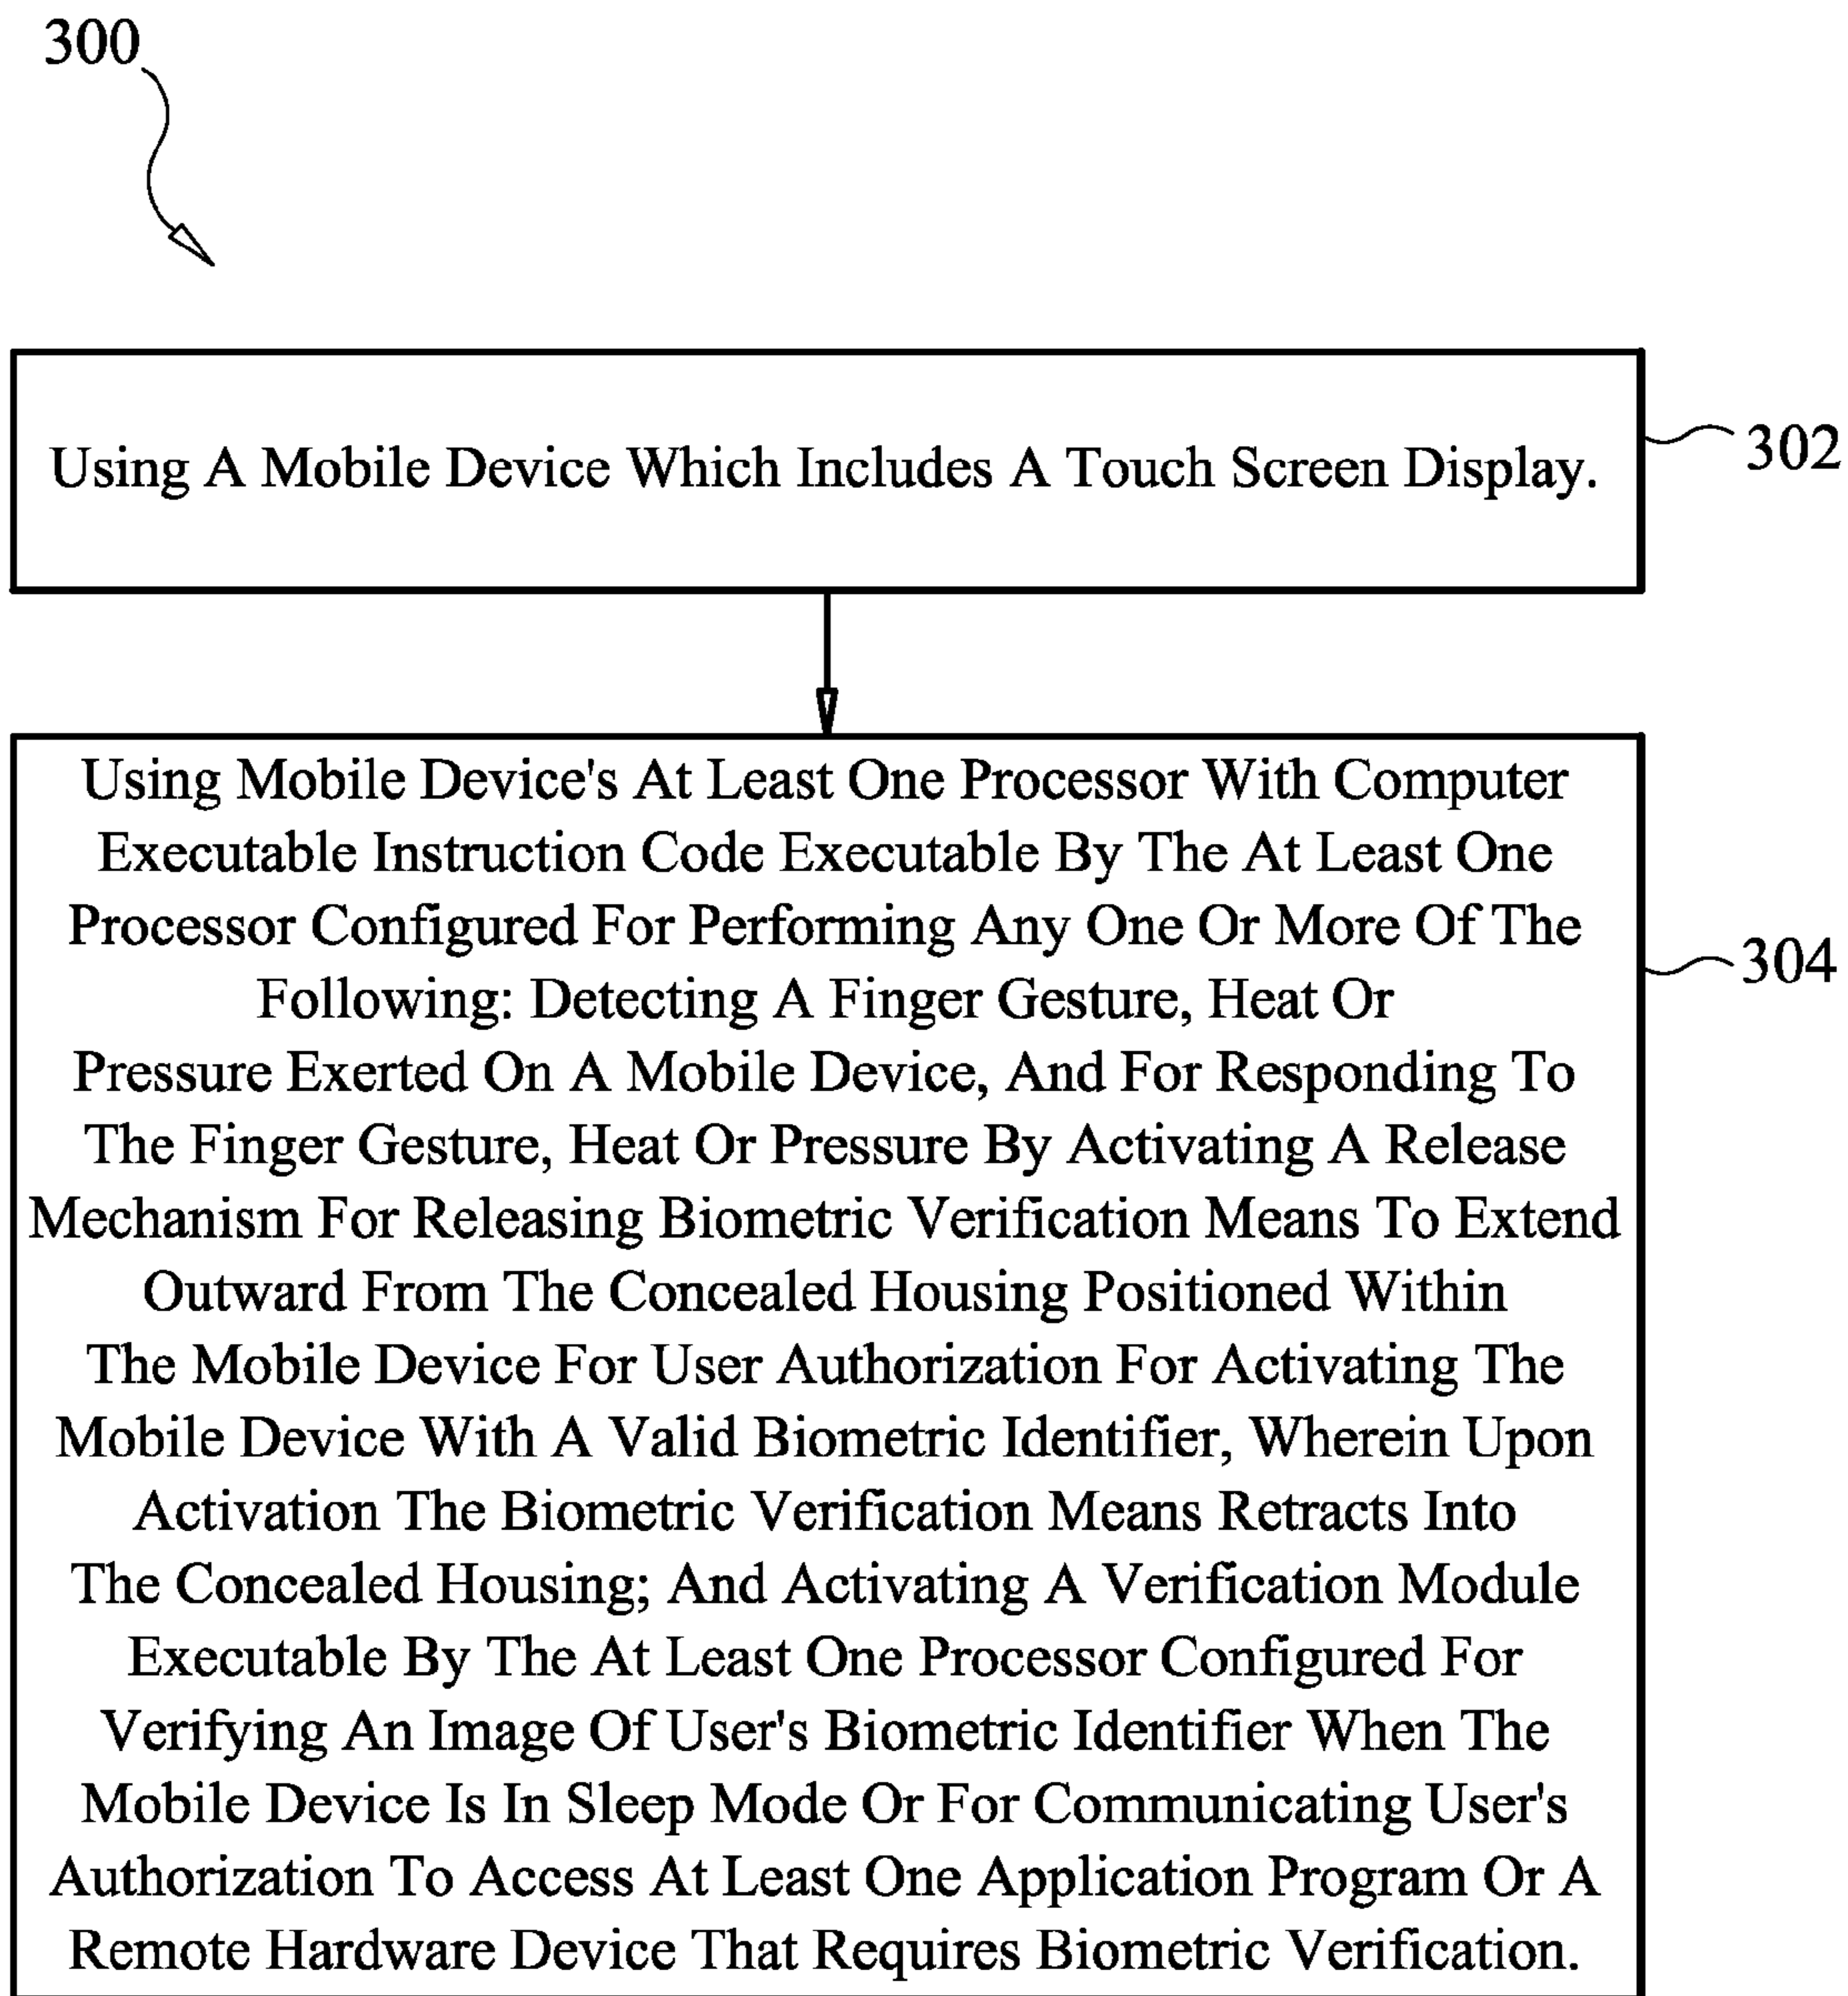 300
Using A Mobile Device Which Includes A Touch Screen Display.
302
Using Mobile Device's At Least One Processor With Computer
Executable Instruction Code Executable By The At Least One
Processor Configured For Performing Any One Or More Of The
Following: Detecting A Finger Gesture, Heat Or
Pressure Exerted On A Mobile Device, And For Responding To
The Finger Gesture, Heat Or Pressure By Activating A Release
Mechanism For Releasing Biometric Verification Means To Extend
Outward From The Concealed Housing Positioned Within
The Mobile Device For User Authorization For Activating The
Mobile Device With A Valid Biometric Identifier, Wherein Upon
Activation The Biometric Verification Means Retracts Into
The Concealed Housing; And Activating A Verification Module
Executable By The At Least One Processor Configured For
Verifying An Image Of User's Biometric Identifier When The
Mobile Device Is In Sleep Mode Or For Communicating User's
Authorization To Access At Least One Application Program Or A
Remote Hardware Device That Requires Biometric Verification.
304